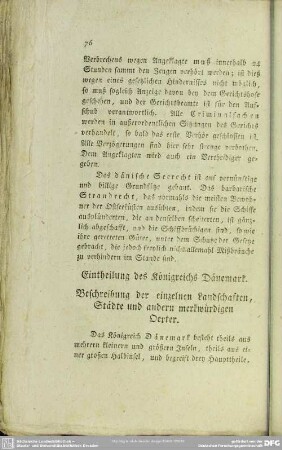 76
Verbrechens wegen Angeklagte muß innerhalb 24
Stunden sammt den Zeugen verhört werden; ist dieß
wegen eines gesetzlichen Hindernisses nicht möglich,
so muß sogleich Anzeige davon bey dem Gerichtshofe
geschehen, und der Gerichtsbeamte ist für den Auf-
schub verantwortlich. Alle Criminalsachen
werden in außerordentlichen Sitzungen des Gerichts
verhandelt, so bald das erste Verhör geschlossen ist.
Alle Verzögerungen sind hier sehr strenge verbothen.
Dem Angeklagten wird auch ein Vertheidiger ge-
geben.
Das dänische Seerecht ist auf vernünftige
und billige Grundsätze gebaut. Das barbarische
Strandrecht, das vormahls die meisten Bewoh-
ner der Ostseeküsten ausübten, indem sie die Schiffe
ausplünderten, die an denselben scheiterten, ist gänz-
lich abgeschafft, und die Schiffbrüchigen sind, so wie
ihre geretteten Güter, unter dem Schutze der Gesetze
gebracht, die jedoch freylich nicht allemahl Mißbrauch
zu verhindern im Stande sind.
Eintheilung des Königreichs Dänemark.
Beschreibung der einzelnen Landschaften,
Städte und andern merkwürdigen
Oerter.
Das Königreich Dänemark besteht theils aus
mehrern kleinern und größern Inseln, theils aus ei-
ner großen Halbinsel, und begreift drey Haupttheile.